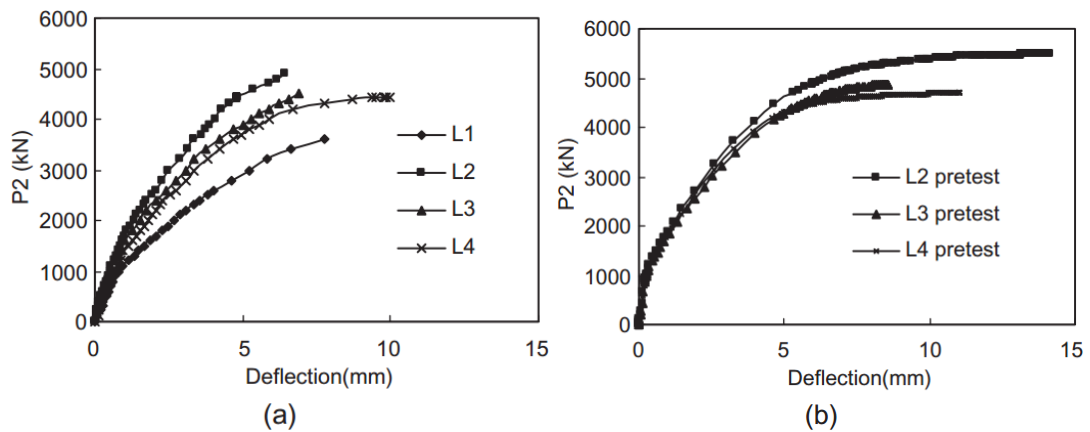 6000
5000
4000
3000
2000
1000
0
P2 (kN)
L1
L2
L3
L4
0 5 10 15
Deflection(mm)
(a)
6000
5000
4000
3000
2000
1000
0
P2 (kN)
L2 pretest
L3 pretest
L4 pretest
0 5 10 15
Deflection(mm)
(b)